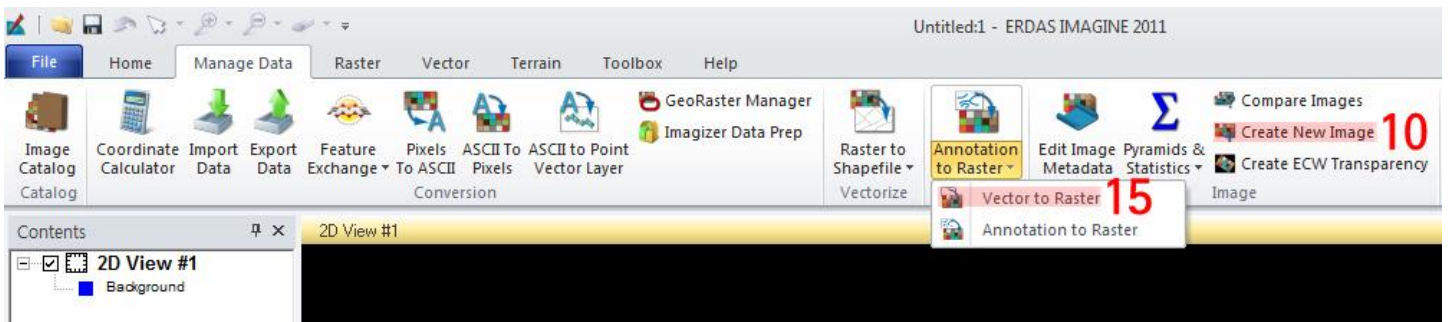 Untitled:1 - ERDAS IMAGINE 2011
File Home Manage Data Raster Vector Terrain Toolbox Help
Image Catalog
Coordinate Calculator
Import Data
Export Data
Feature Exchange
Pixels To ASCII
ASCII To Pixels
ASCII to Point Vector Layer
GeoRaster Manager
Imagizer Data Prep
Raster to Shapefile
Annotation to Raster
Edit Image Metadata
Pyramids & Statistics
Compare Images
Create New Image 10
Create ECW Transparency
Catalog Conversion Vectorize Image
Vector to Raster 15
Annotation to Raster
Contents
2D View #1
2D View #1
Background